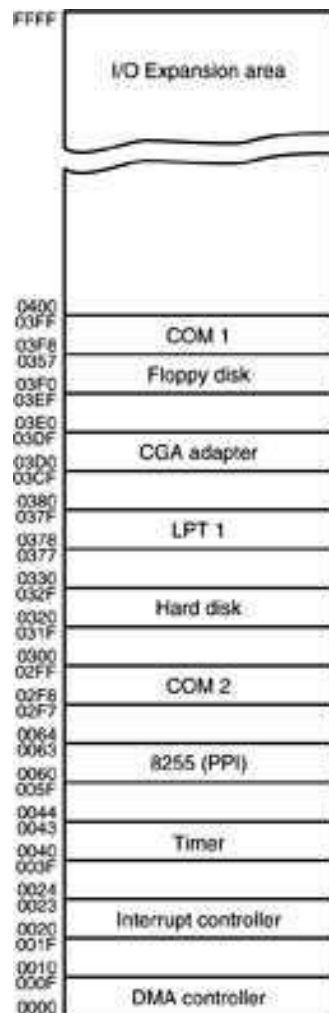 FFFF
I/O Expansion area
0400
03FF
COM 1
03F8
0357
Floppy disk
03F0
03EF
03E0
03DF
CGA adapter
03D0
03CF
0380
037F
LPT 1
0378
0377
0330
032F
Hard disk
0320
031F
0300
02FF
COM 2
02F8
02F7
0064
0063
8255 (PPI)
0060
005F
0044
0043
Timer
0040
003F
0024
0023
Interrupt controller
0020
001F
0010
000F
DMA controller
0000